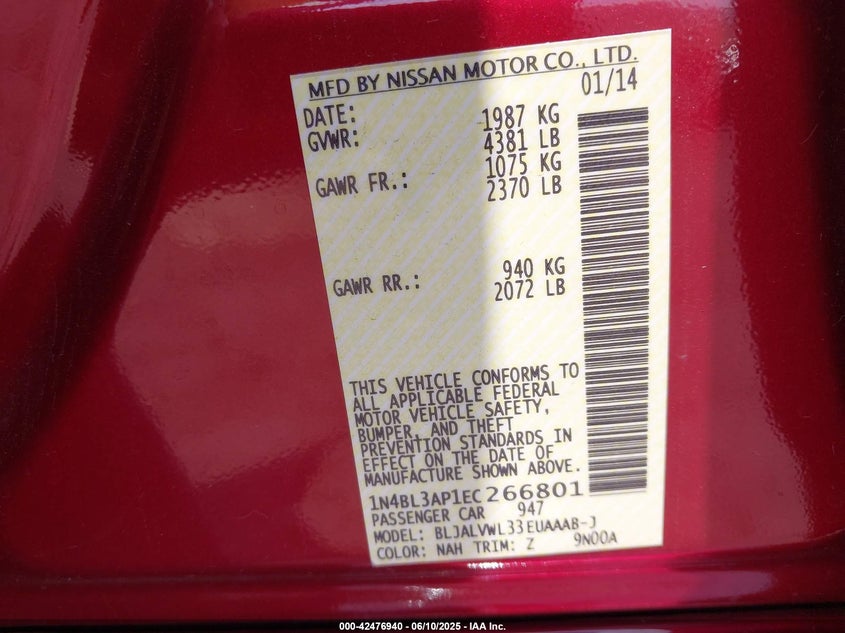 MFD BY NISSAN MOTOR CO., LTD.
DATE: 01/14
GVWR: 1987 KG
4381 LB
GAWR FR.: 1075 KG
2370 LB
GAWR RR.: 940 KG
2072 LB
THIS VEHICLE CONFORMS TO
ALL APPLICABLE FEDERAL
MOTOR VEHICLE SAFETY,
BUMPER, AND THEFT
PREVENTION STANDARDS IN
EFFECT ON THE DATE OF
MANUFACTURE SHOWN ABOVE.
1N4BL3AP1EC266801
PASSENGER CAR 947
MODEL: BLJALVWL33EUAAAB-J
COLOR: NAH TRIM: Z 9N00A
000-42476940 - 06/10/2025 - IAA Inc.